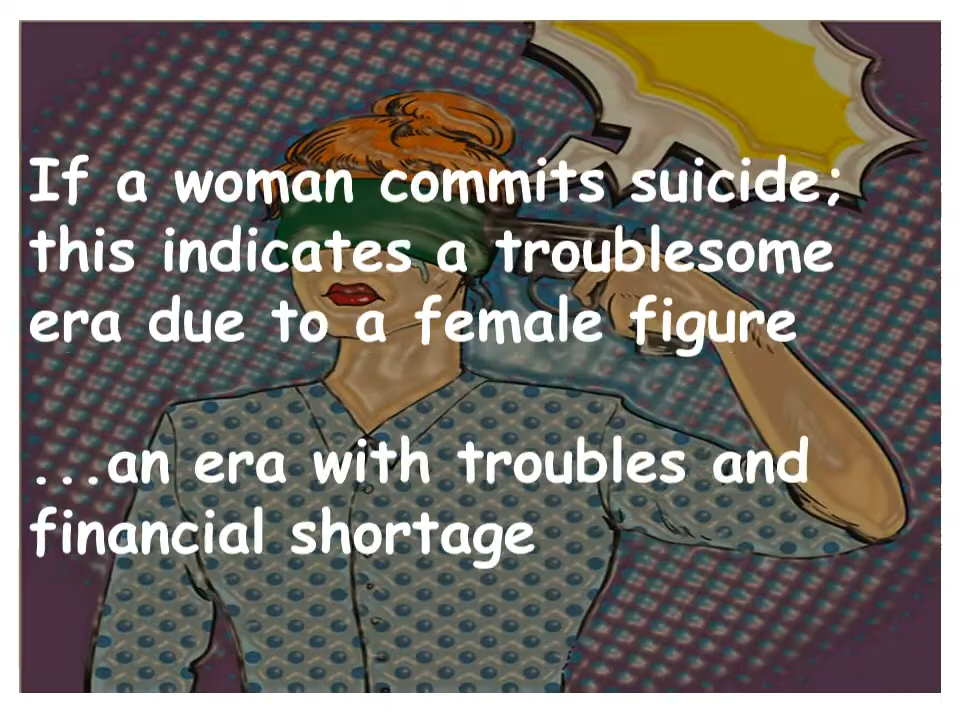 If a woman commits suicide;
this indicates a troublesome
era due to a female figure
...an era with troubles and
financial shortage